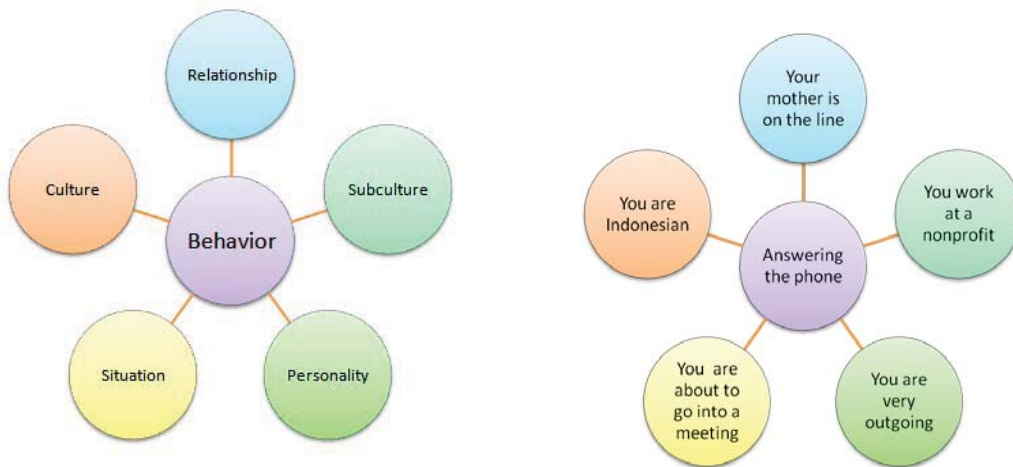 Relationship
Culture
Subculture
Behavior
Situation
Personality
Your
mother is
on the line
You are
Indonesian
You work
at a
nonprofit
Answering
the phone
You are
about to
go into a
meeting
You are
very
outgoing